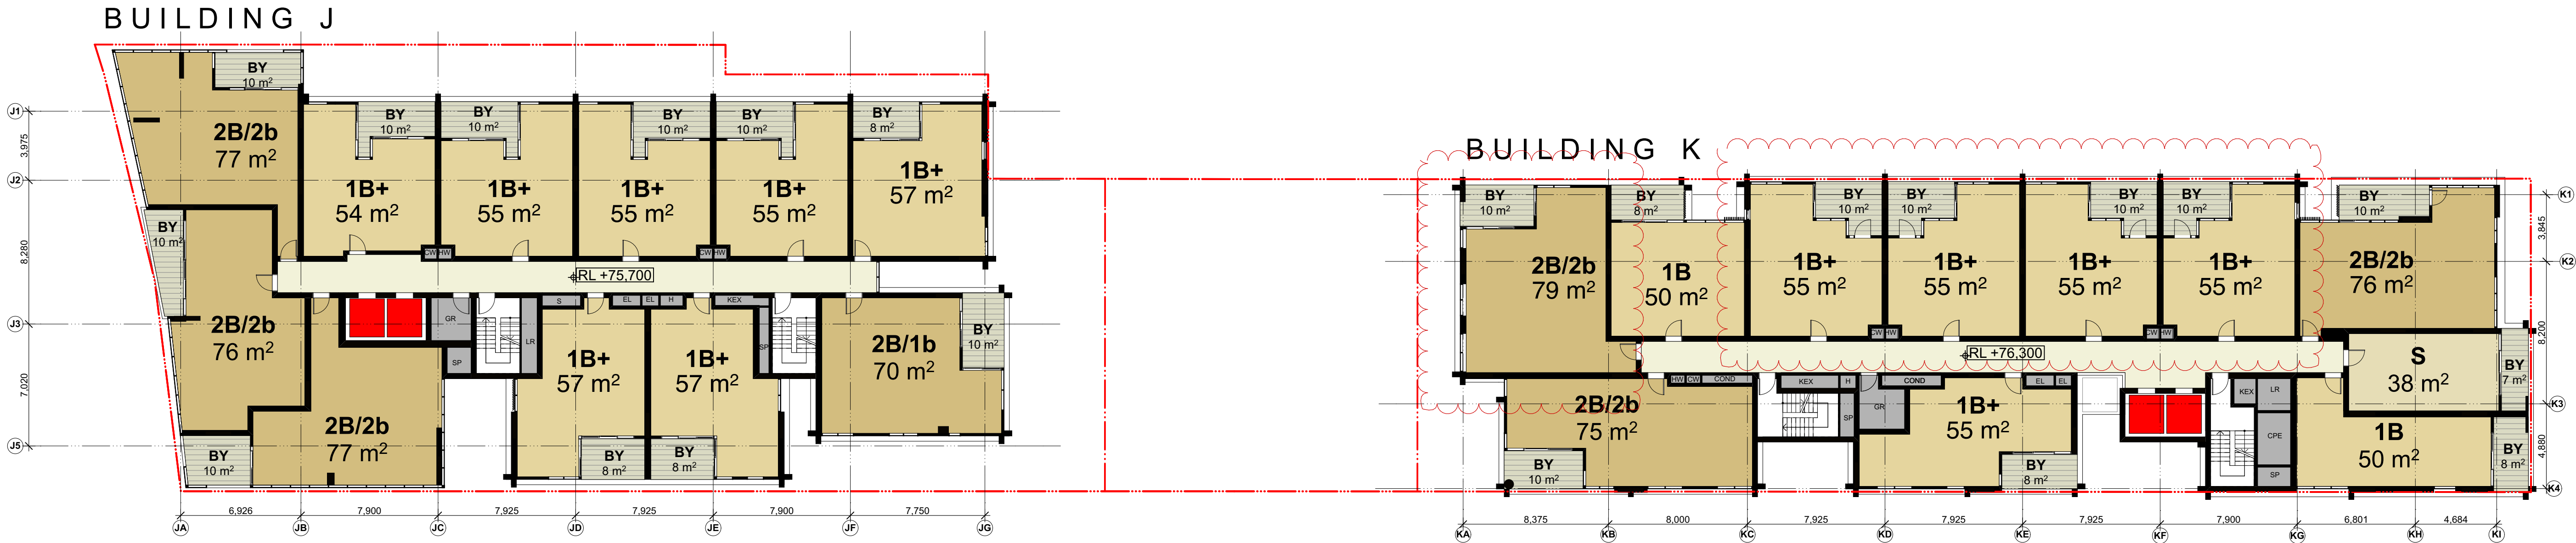 BUILDING J
BY
10 m²
2B/2b
77 m²
BY
10 m²
1B+
54 m²
BY
10 m²
1B+
55 m²
BY
10 m²
1B+
55 m²
BY
10 m²
1B+
55 m²
BY
8 m²
1B+
57 m²
CW HW
CW HW
RL +75,700
BY
10 m²
2B/2b
76 m²
2B/2b
77 m²
BY
10 m²
GR
SP
LR
S
EL
EL
H
KEX
SP
1B+
57 m²
BY
8 m²
1B+
57 m²
BY
8 m²
2B/1b
70 m²
BY
10 m²
J1
3,975
J2
8,280
J3
7,020
J5
6,926
7,900
7,925
7,925
7,900
7,750
JA
JB
JC
JD
JE
JF
JG
BUILDING K
BY
10 m²
2B/2b
79 m²
BY
8 m²
1B
50 m²
BY
10 m²
1B+
55 m²
BY
10 m²
1B+
55 m²
BY
10 m²
1B+
55 m²
BY
10 m²
1B+
55 m²
BY
10 m²
2B/2b
76 m²
CW HW
CW HW
RL +76,300
S
38 m²
BY
7 m²
2B/2b
75 m²
BY
10 m²
HW
CW
COND
KEX
H
SP
GR
COND
EL
EL
1B+
55 m²
BY
8 m²
KEX
LR
CPE
SP
1B
50 m²
BY
8 m²
K1
3,845
K2
8,200
K3
4,880
K4
8,375
8,000
7,925
7,925
7,925
7,900
6,801
4,684
KA
KB
KC
KD
KE
KF
KG
KH
KI